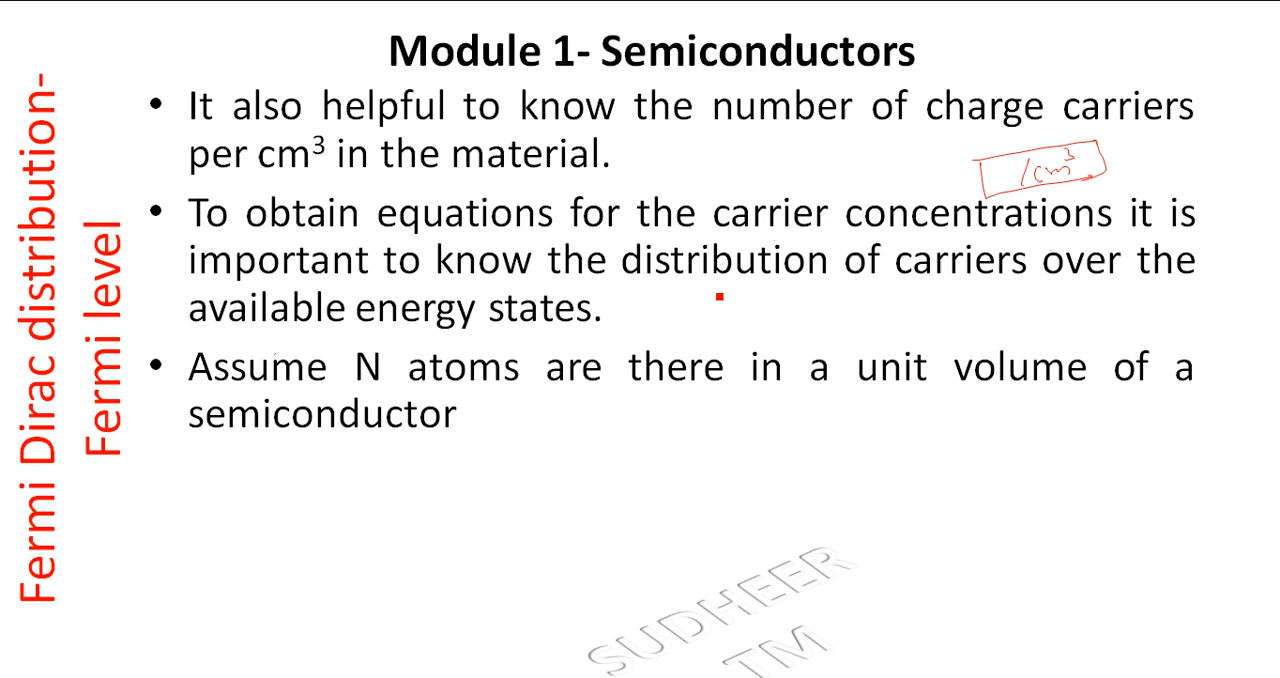 Module 1- Semiconductors
• It also helpful to know the number of charge carriers
per cm³ in the material.
/cm³
• To obtain equations for the carrier concentrations it is
important to know the distribution of carriers over the
available energy states.
• Assume N atoms are there in a unit volume of a
semiconductor
Fermi Dirac distribution-
Fermi level
SUDHEER
TM